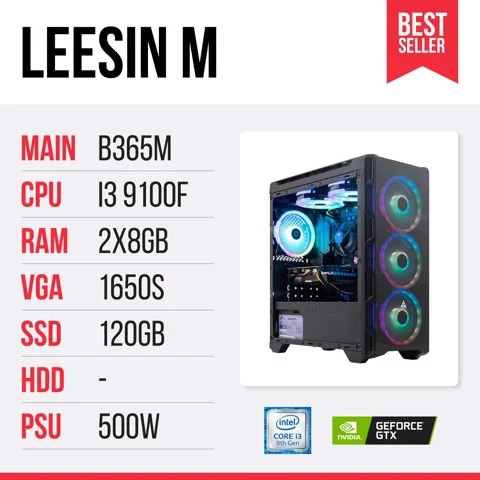 LEESIN M
BEST
SELLER
MAIN B365M
CPU I3 9100F
RAM 2X8GB
VGA 1650S
SSD 120GB
HDD -
PSU 500W
intel
CORE i3
9th Gen
NVIDIA.
GEFORCE
GTX